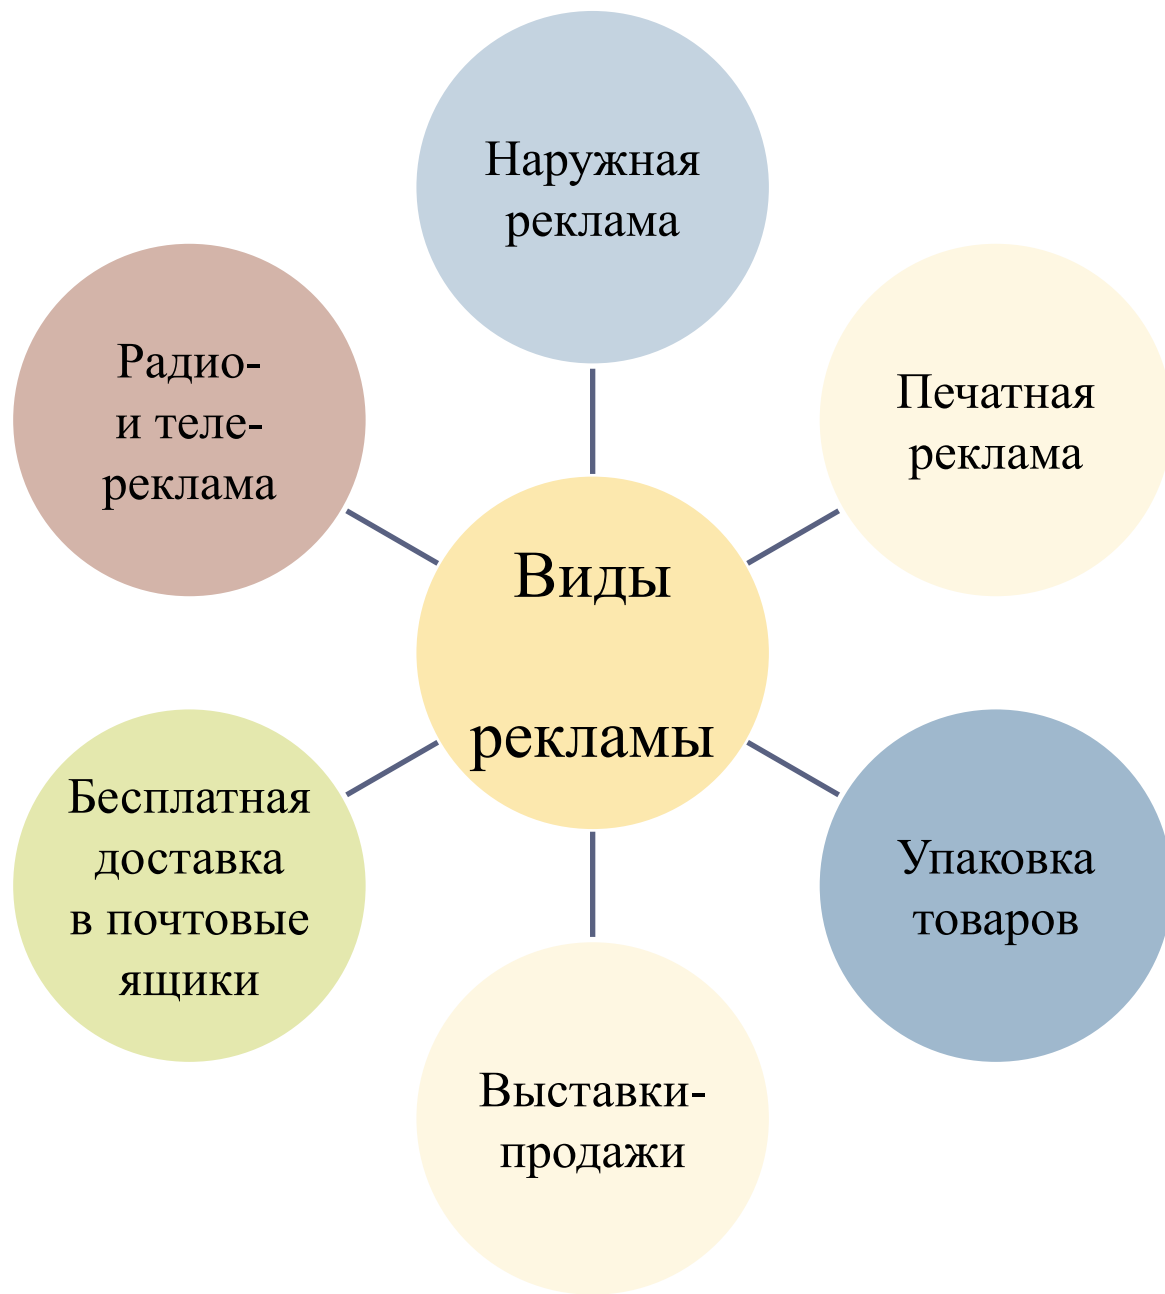 Наружная
реклама
Печатная
реклама
Упаковка
товаров
Выставки-
продажи
Бесплатная
доставка
в почтовые
ящики
Радио-
и теле-
реклама
Виды
рекламы